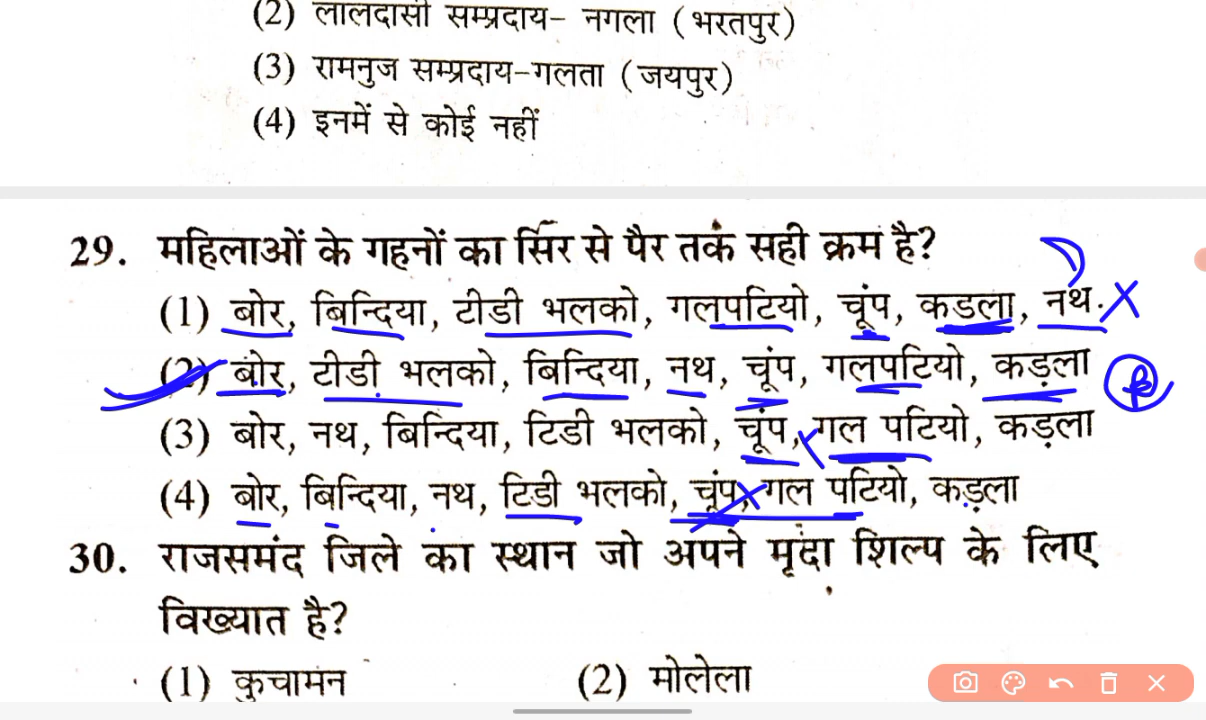 (2) लालदासी सम्प्रदाय- नगला (भरतपुर)
(3) रामनुज सम्प्रदाय-गलता (जयपुर)
(4) इनमें से कोई नहीं
29. महिलाओं के गहनों का सिर से पैर तक सही क्रम है?
(1) बोर, बिन्दिया, टीडी भलको, गलपटियो, चूंप, कडला, नथ.
(2) बोर, टीडी भलको, बिन्दिया, नथ, चूंप, गलपटियो, कड़ला
(3) बोर, नथ, बिन्दिया, टिडी भलको, चूंप, गल पटियो, कड़ला
(4) बोर, बिन्दिया, नथ, टिडी भलको, चूंप, गल पटियो, कड़ला
30. राजसमंद जिले का स्थान जो अपने मृदा शिल्प के लिए
विख्यात है?
(1) कुचामन (2) मोलेला